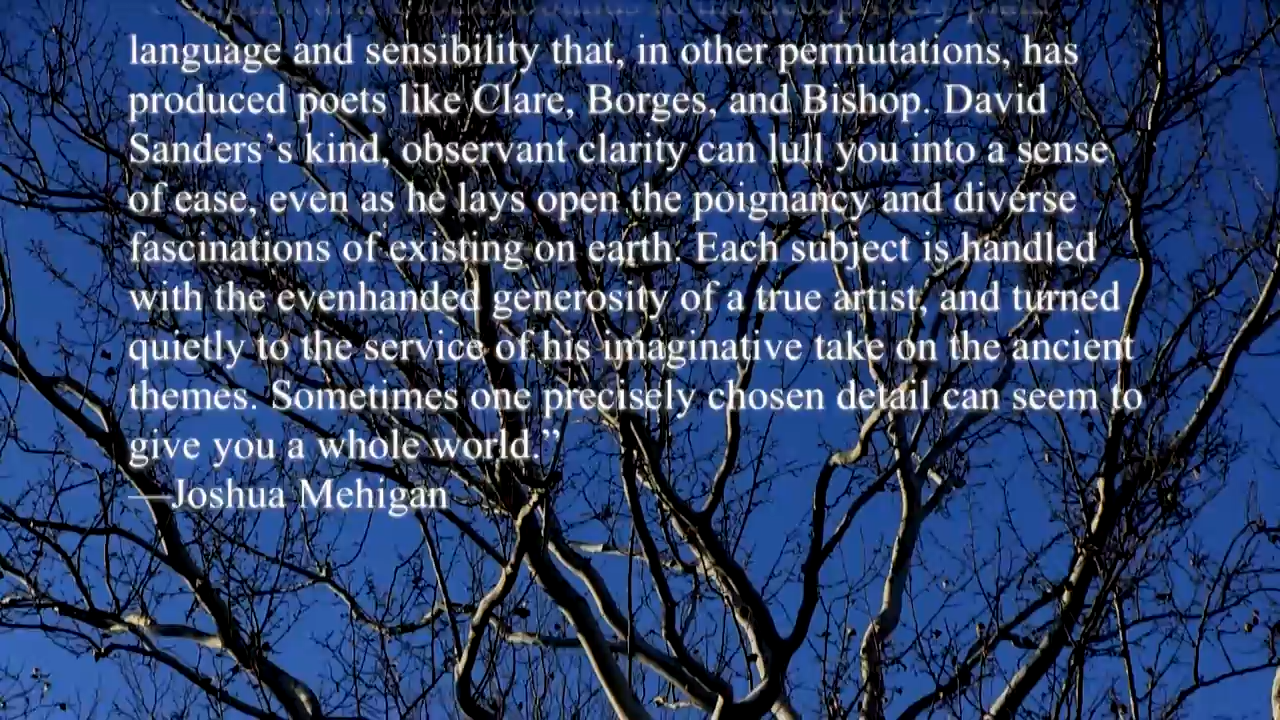 language and sensibility that, in other permutations, has
produced poets like Clare, Borges, and Bishop. David
Sanders’s kind, observant clarity can lull you into a sense
of ease, even as he lays open the poignancy and diverse
fascinations of existing on earth. Each subject is handled
with the evenhanded generosity of a true artist, and turned
quietly to the service of his imaginative take on the ancient
themes. Sometimes one precisely chosen detail can seem to
give you a whole world.”
—Joshua Mehigan